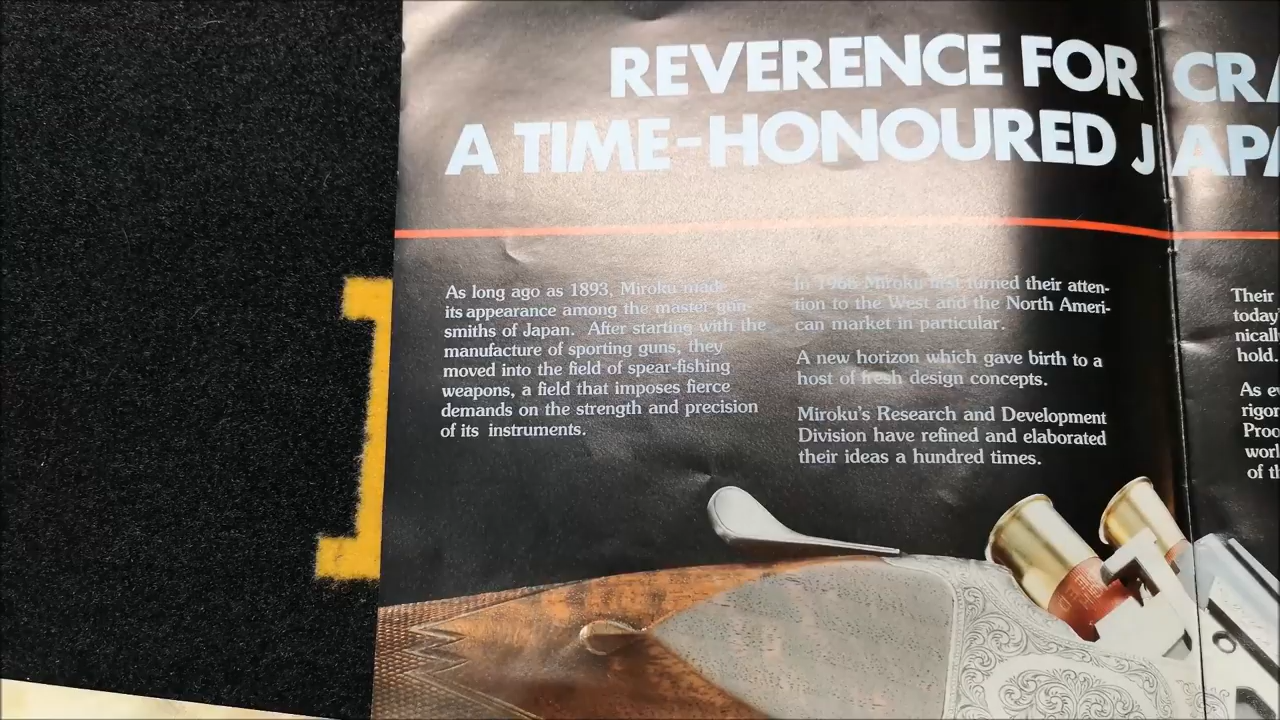 REVERENCE FOR CRA
A TIME-HONOURED JAPA
As long ago as 1893, Miroku made
its appearance among the master gun-
smiths of Japan. After starting with the
manufacture of sporting guns, they
moved into the field of spear-fishing
weapons, a field that imposes fierce
demands on the strength and precision
of its instruments.
In 1966 Miroku first turned their atten-
tion to the West and the North Ameri-
can market in particular.
A new horizon which gave birth to a
host of fresh design concepts.
Miroku's Research and Development
Division have refined and elaborated
their ideas a hundred times.
Their
today'
nicall
hold.
As ev
rigor
Proo
worl
of th